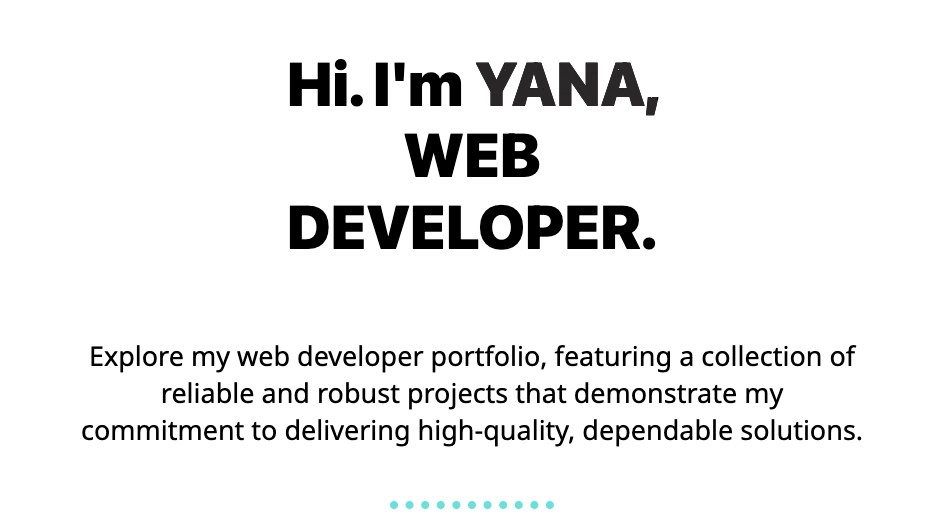 Hi. I'm YANA,
WEB
DEVELOPER.
Explore my web developer portfolio, featuring a collection of
reliable and robust projects that demonstrate my
commitment to delivering high-quality, dependable solutions.